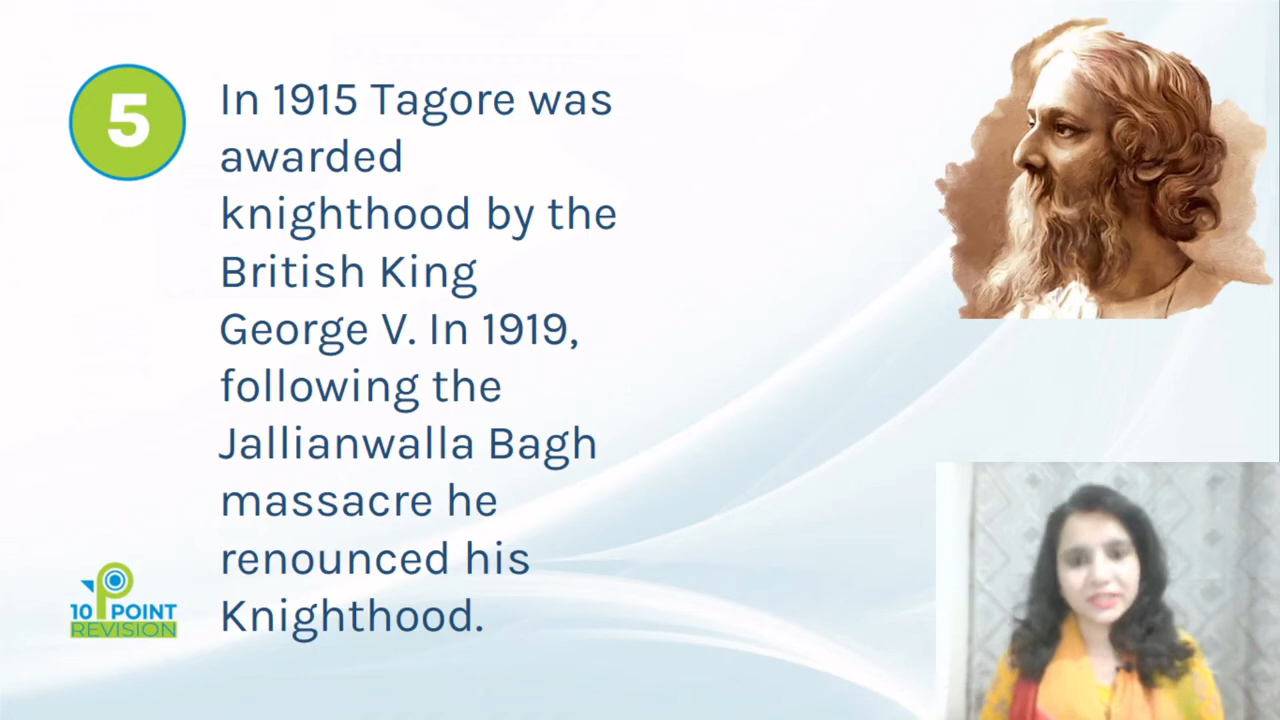 5
In 1915 Tagore was
awarded
knighthood by the
British King
George V. In 1919,
following the
Jallianwalla Bagh
massacre he
renounced his
Knighthood.
10 POINT
REVISION